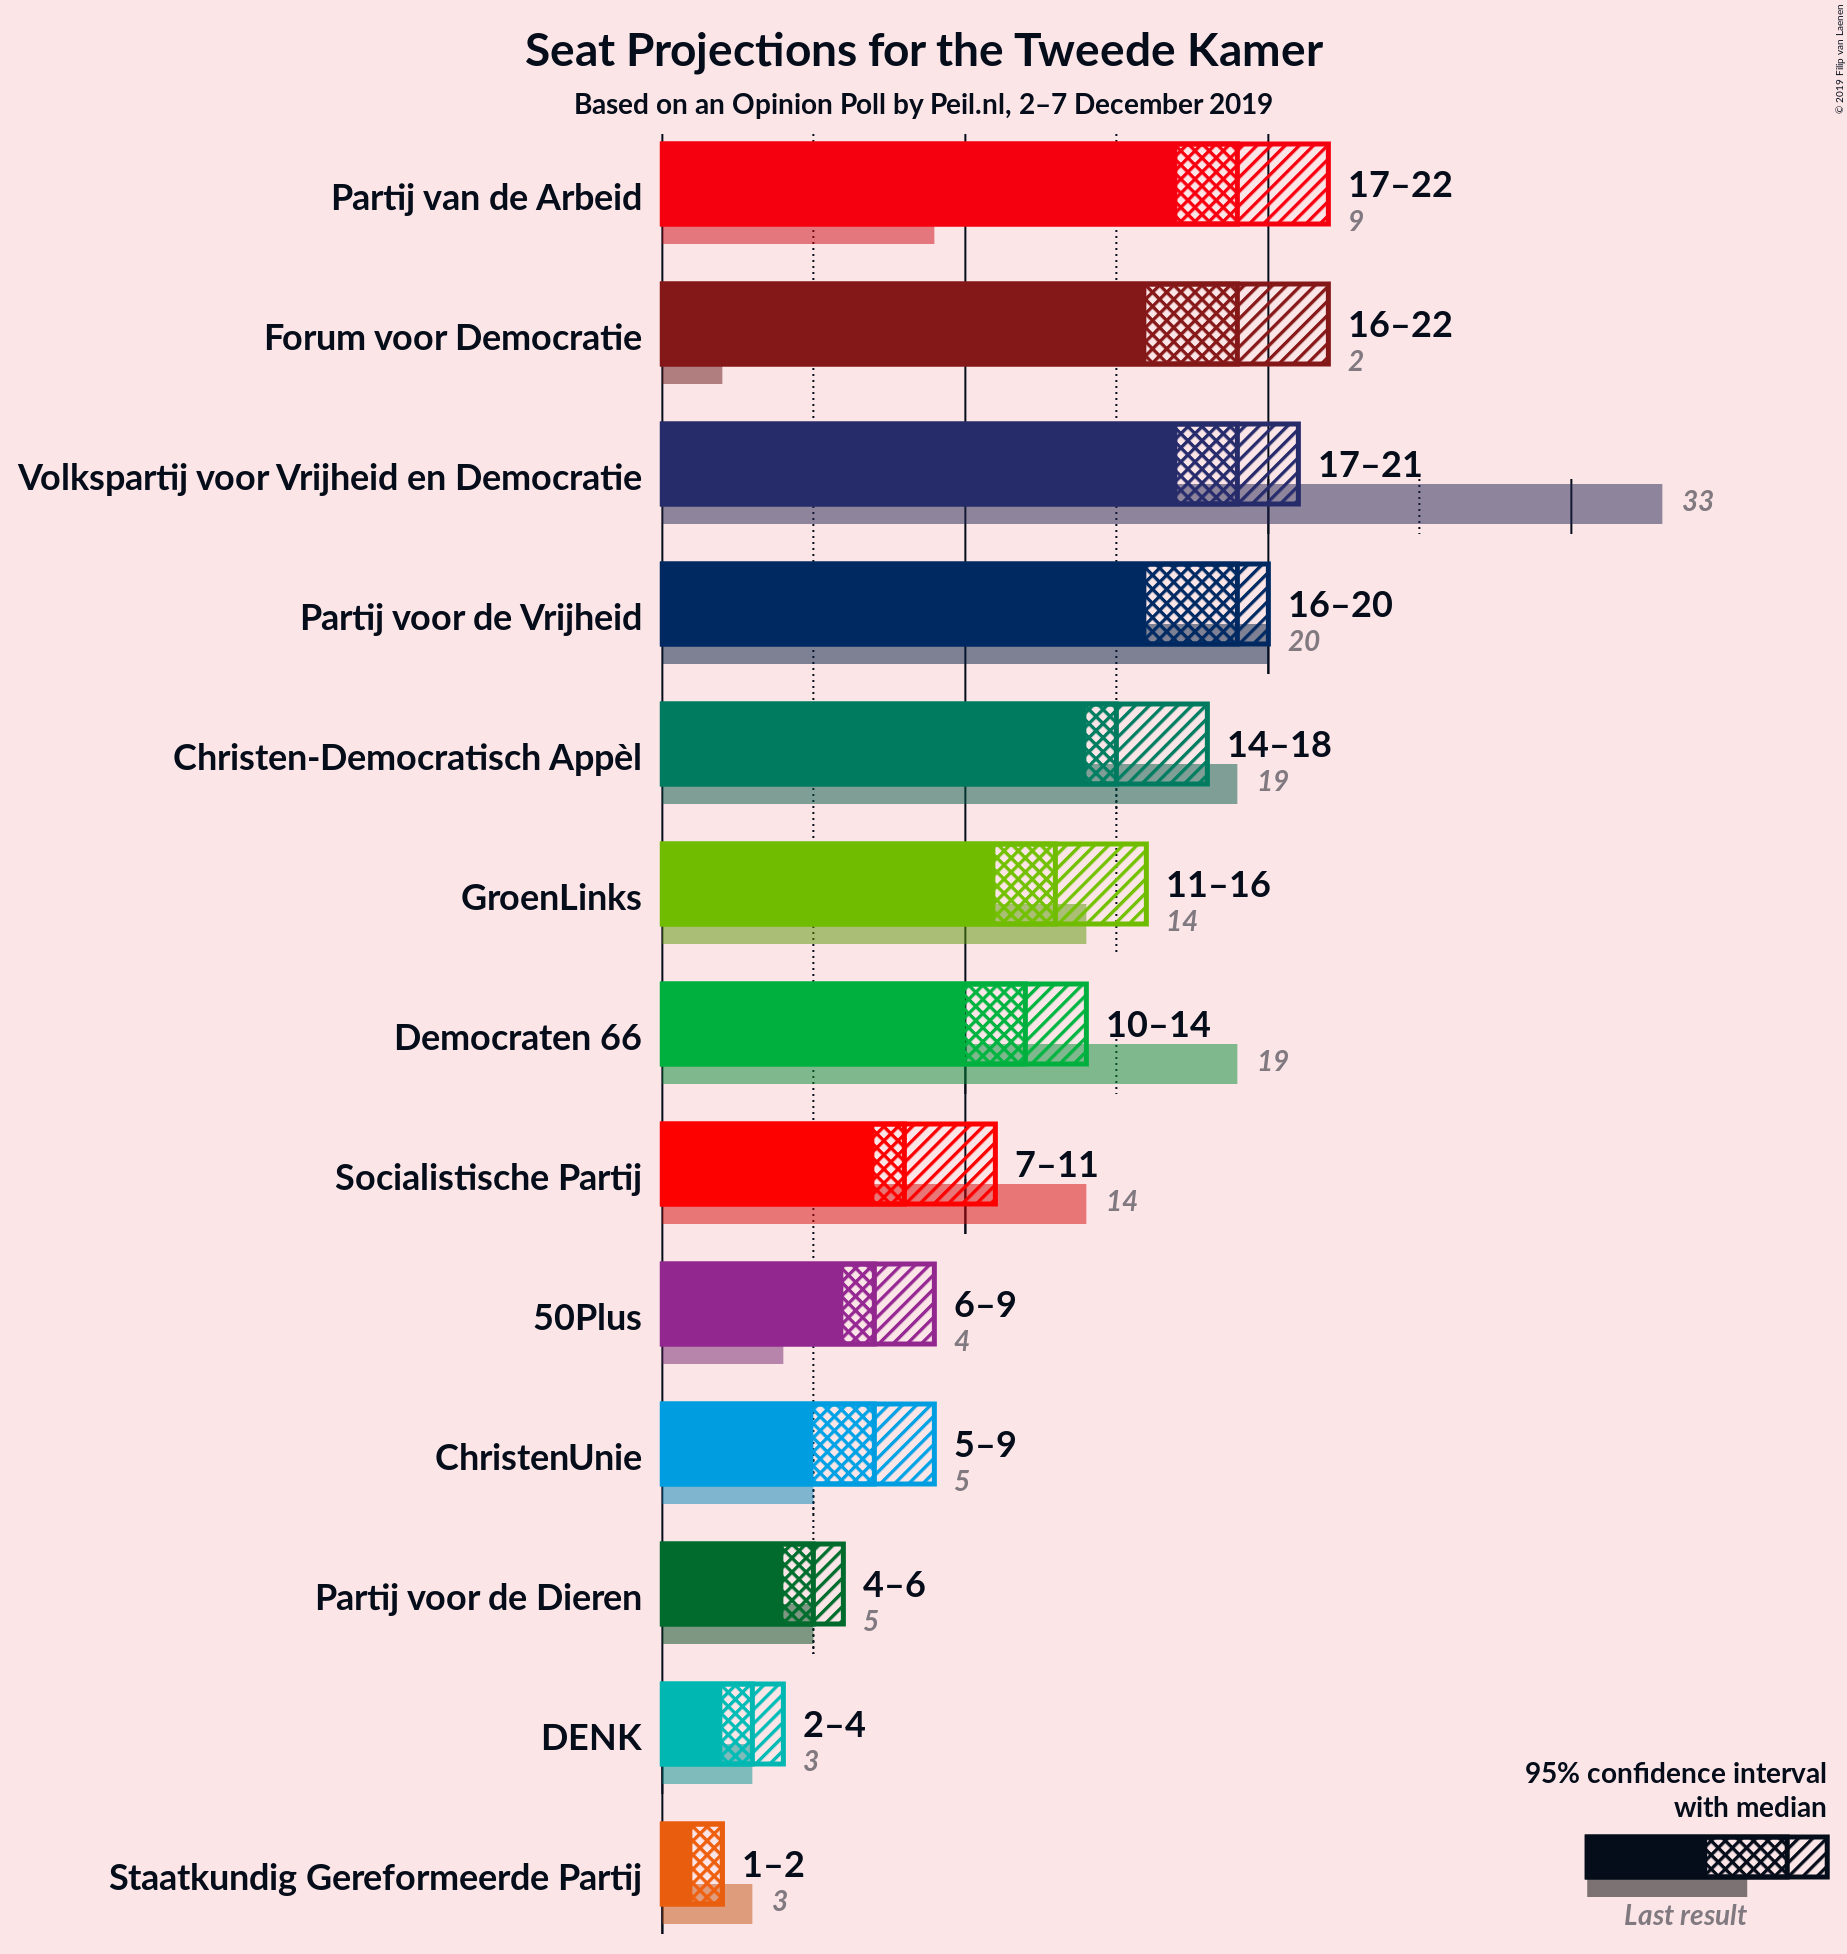 Seat Projections for the Tweede Kamer
Based on an Opinion Poll by Peil.nl, 2–7 December 2019
© 2019 Filip van Laenen
Partij van de Arbeid
17–22
9
Forum voor Democratie
16–22
2
Volkspartij voor Vrijheid en Democratie
17–21
33
Partij voor de Vrijheid
16–20
20
Christen-Democratisch Appèl
14–18
19
GroenLinks
11–16
14
Democraten 66
10–14
19
Socialistische Partij
7–11
14
50Plus
6–9
4
ChristenUnie
5–9
5
Partij voor de Dieren
4–6
5
DENK
2–4
3
Staatkundig Gereformeerde Partij
1–2
3
95% confidence interval
with median
Last result